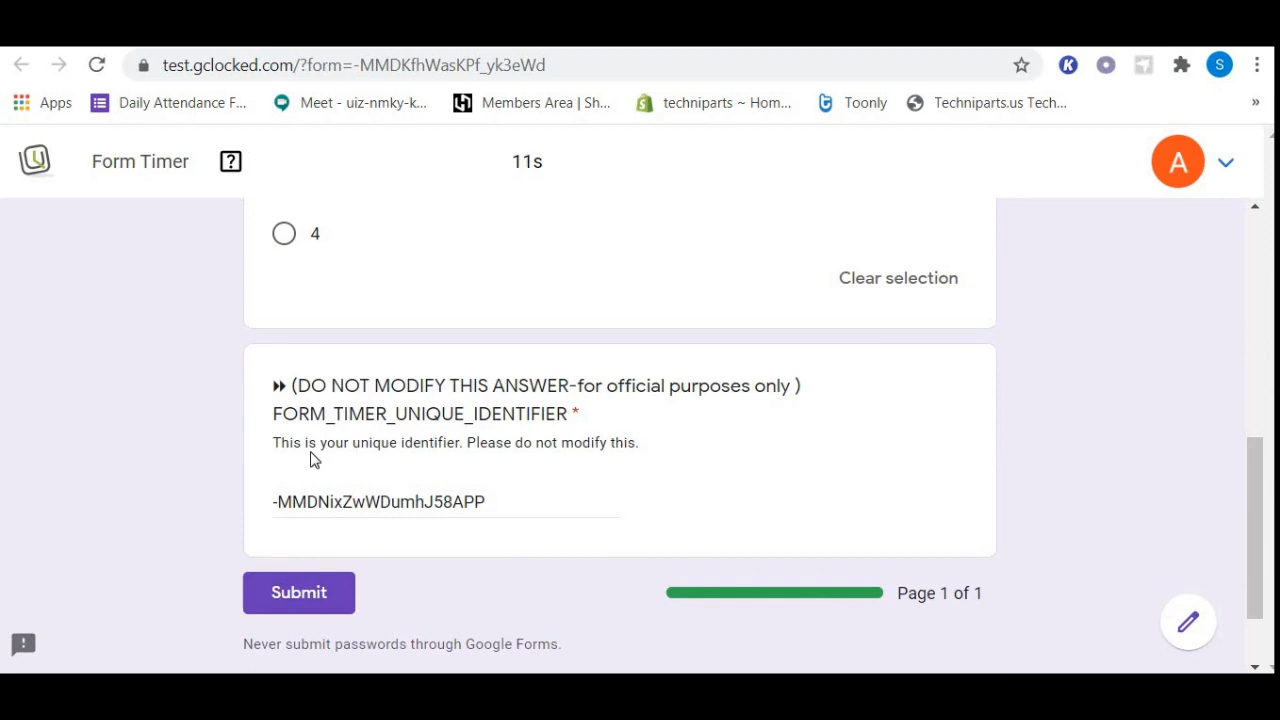 test.gclocked.com/?form=-MMDKfhWasKPf_yk3eWd
K
S
Apps
Daily Attendance F...
Meet - uiz-nmky-k...
Members Area | Sh...
techniparts ~ Hom...
Toonly
Techniparts.us Tech...
»
Form Timer
?
11s
A
4
Clear selection
(DO NOT MODIFY THIS ANSWER-for official purposes only )
FORM_TIMER_UNIQUE_IDENTIFIER *
This is your unique identifier. Please do not modify this.
-MMDNixZwWDumhJ58APP
Submit
Page 1 of 1
Never submit passwords through Google Forms.